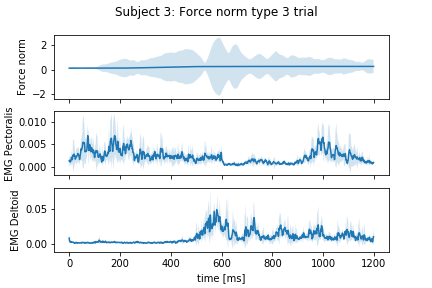 Subject 3: Force norm type 3 trial
Force norm
2
0
−2
EMG Pectoralis
0.010
0.005
0.000
EMG Deltoid
0.05
0.00
0 200 400 600 800 1000 1200
time [ms]